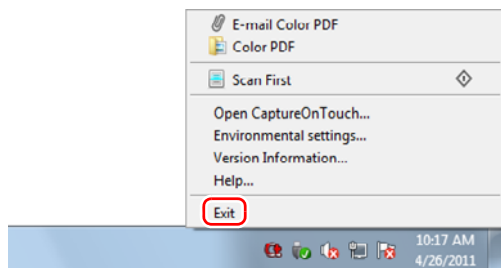 E-mail Color PDF
Color PDF
Scan First
Open CaptureOnTouch...
Environmental settings...
Version Information...
Help...
Exit
10:17 AM
4/26/2011